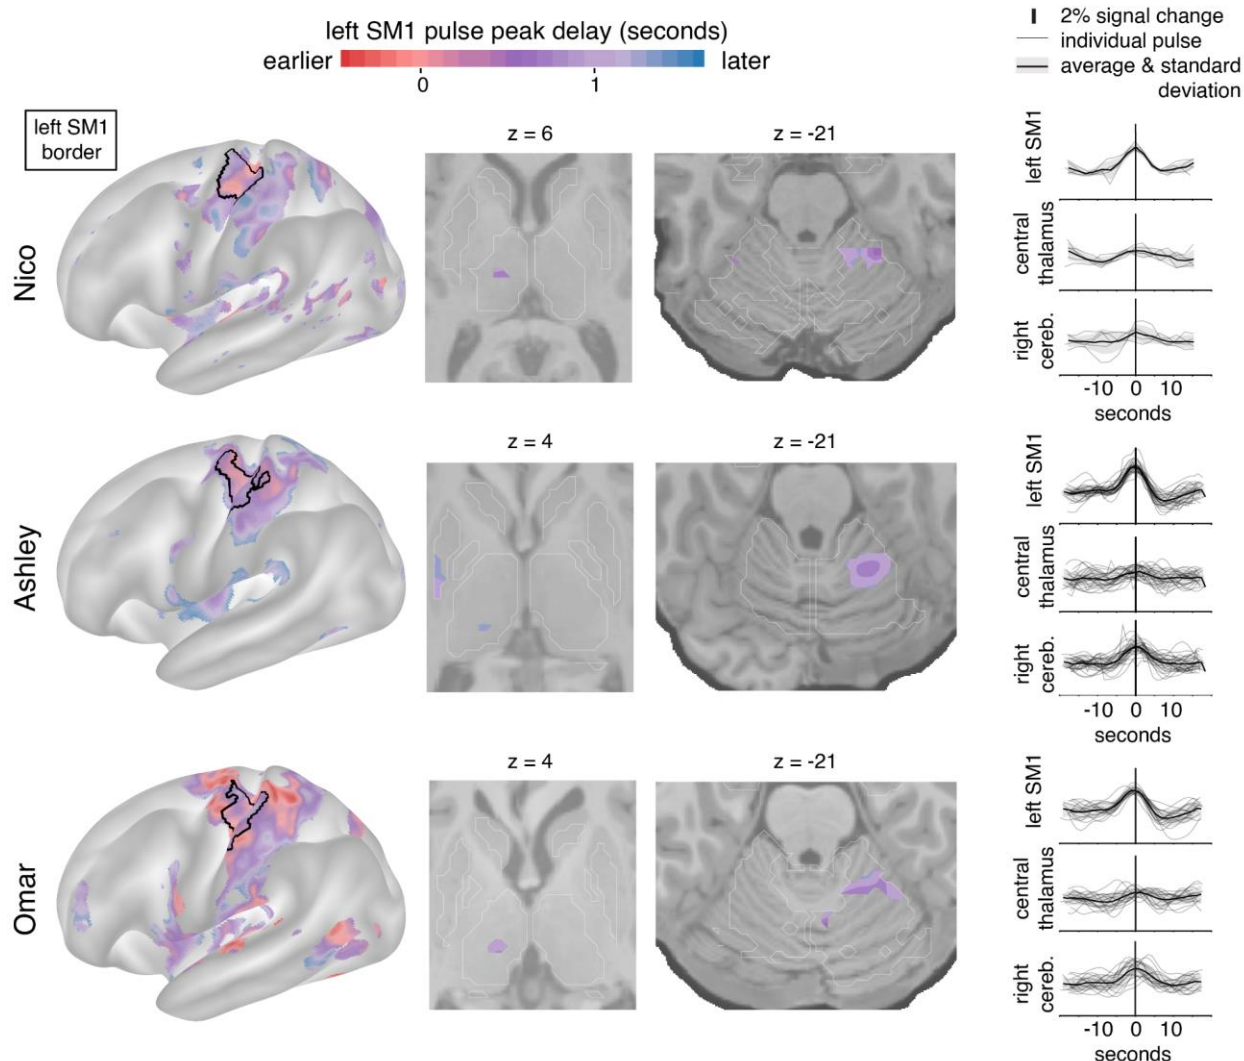 left SM1 pulse peak delay (seconds)
earlier
later
0
1
2% signal change
individual pulse
average & standard
deviation
left SM1
border
Nico
z = 6
z = -21
left SM1
central
thalamus
right
cereb.
-10 0 10
seconds
Ashley
z = 4
z = -21
left SM1
central
thalamus
right
cereb.
-10 0 10
seconds
Omar
z = 4
z = -21
left SM1
central
thalamus
right
cereb.
-10 0 10
seconds